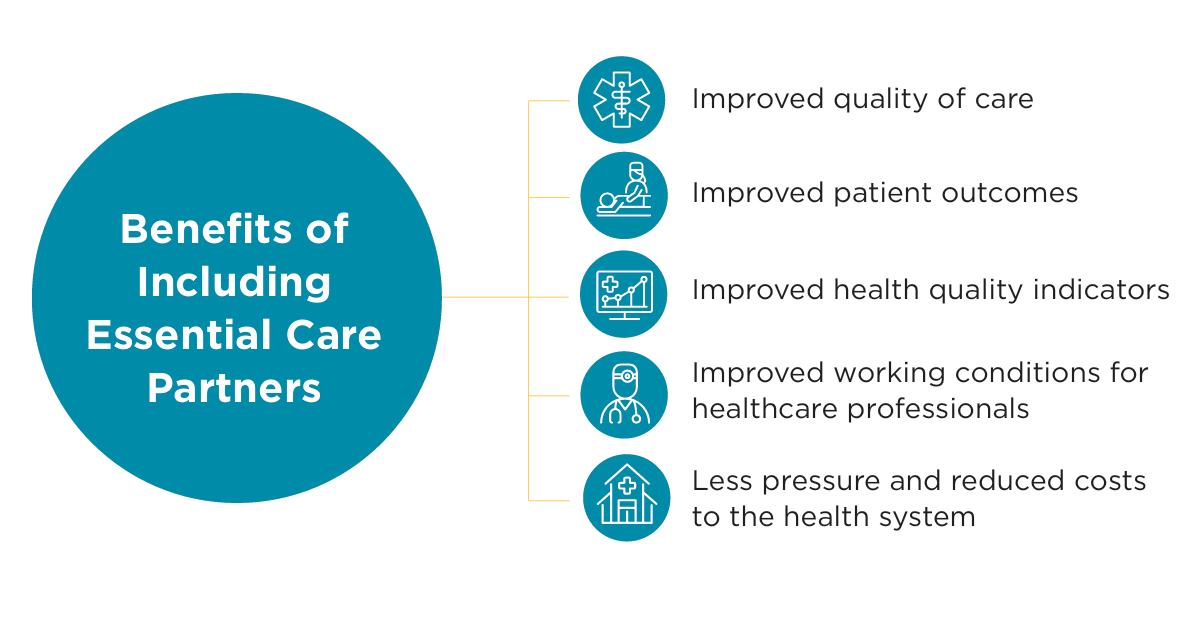 Benefits of
Including
Essential Care
Partners
Improved quality of care
Improved patient outcomes
Improved health quality indicators
Improved working conditions for
healthcare professionals
Less pressure and reduced costs
to the health system